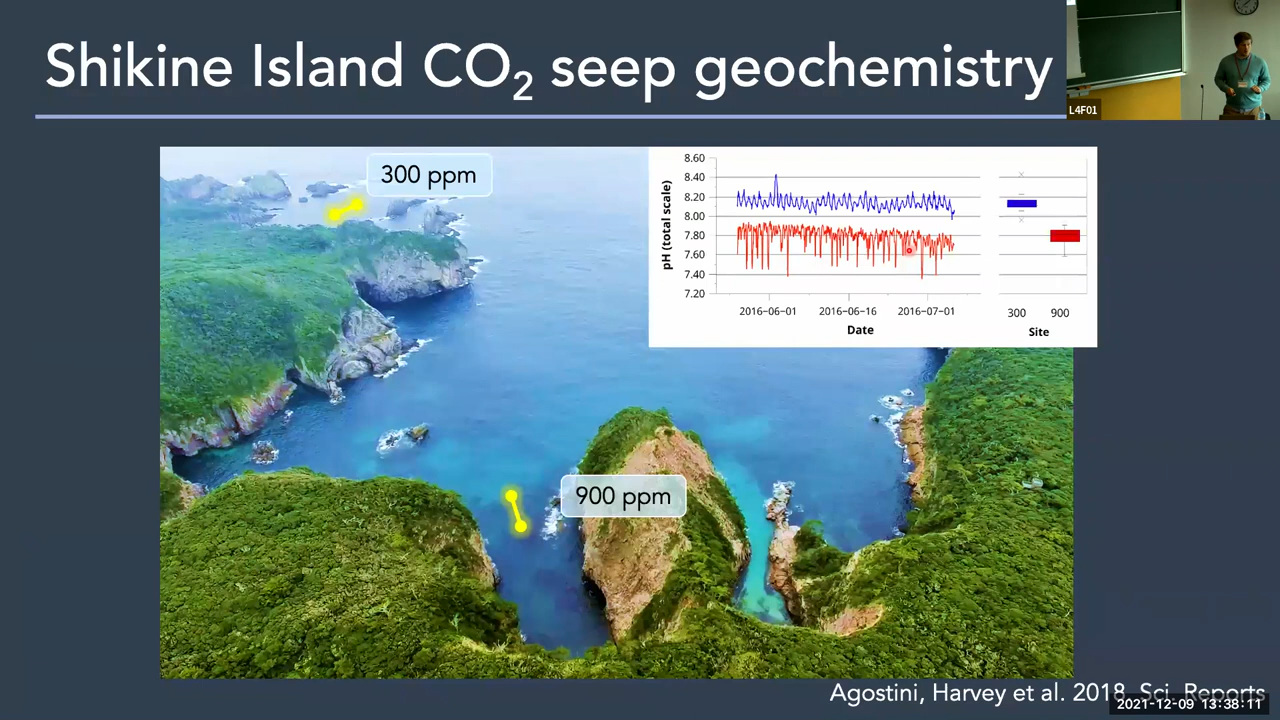 Shikine Island CO₂ seep geochemistry
L4F01
300 ppm
900 ppm
pH (total scale)
8.60
8.40
8.20
8.00
7.80
7.60
7.40
7.20
2016−06−01 2016−06−16 2016−07−01
Date
300 900
Site
Agostini, Harvey et al. 2018, Sci. Reports
2021-12-09 13:38:11